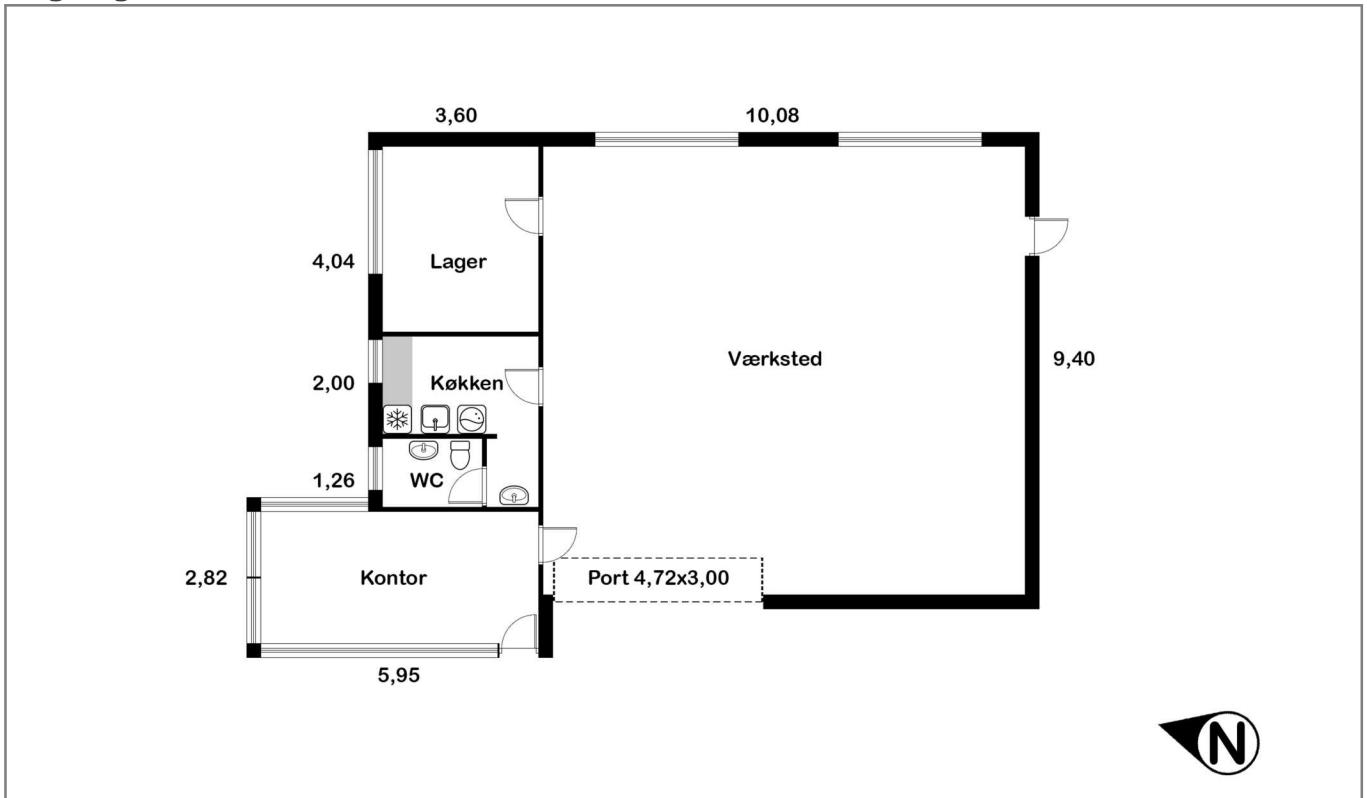 3,60
10,08
4,04
Lager
2,00
Køkken
Værksted
9,40
1,26
WC
2,82
Kontor
Port 4,72x3,00
5,95
N